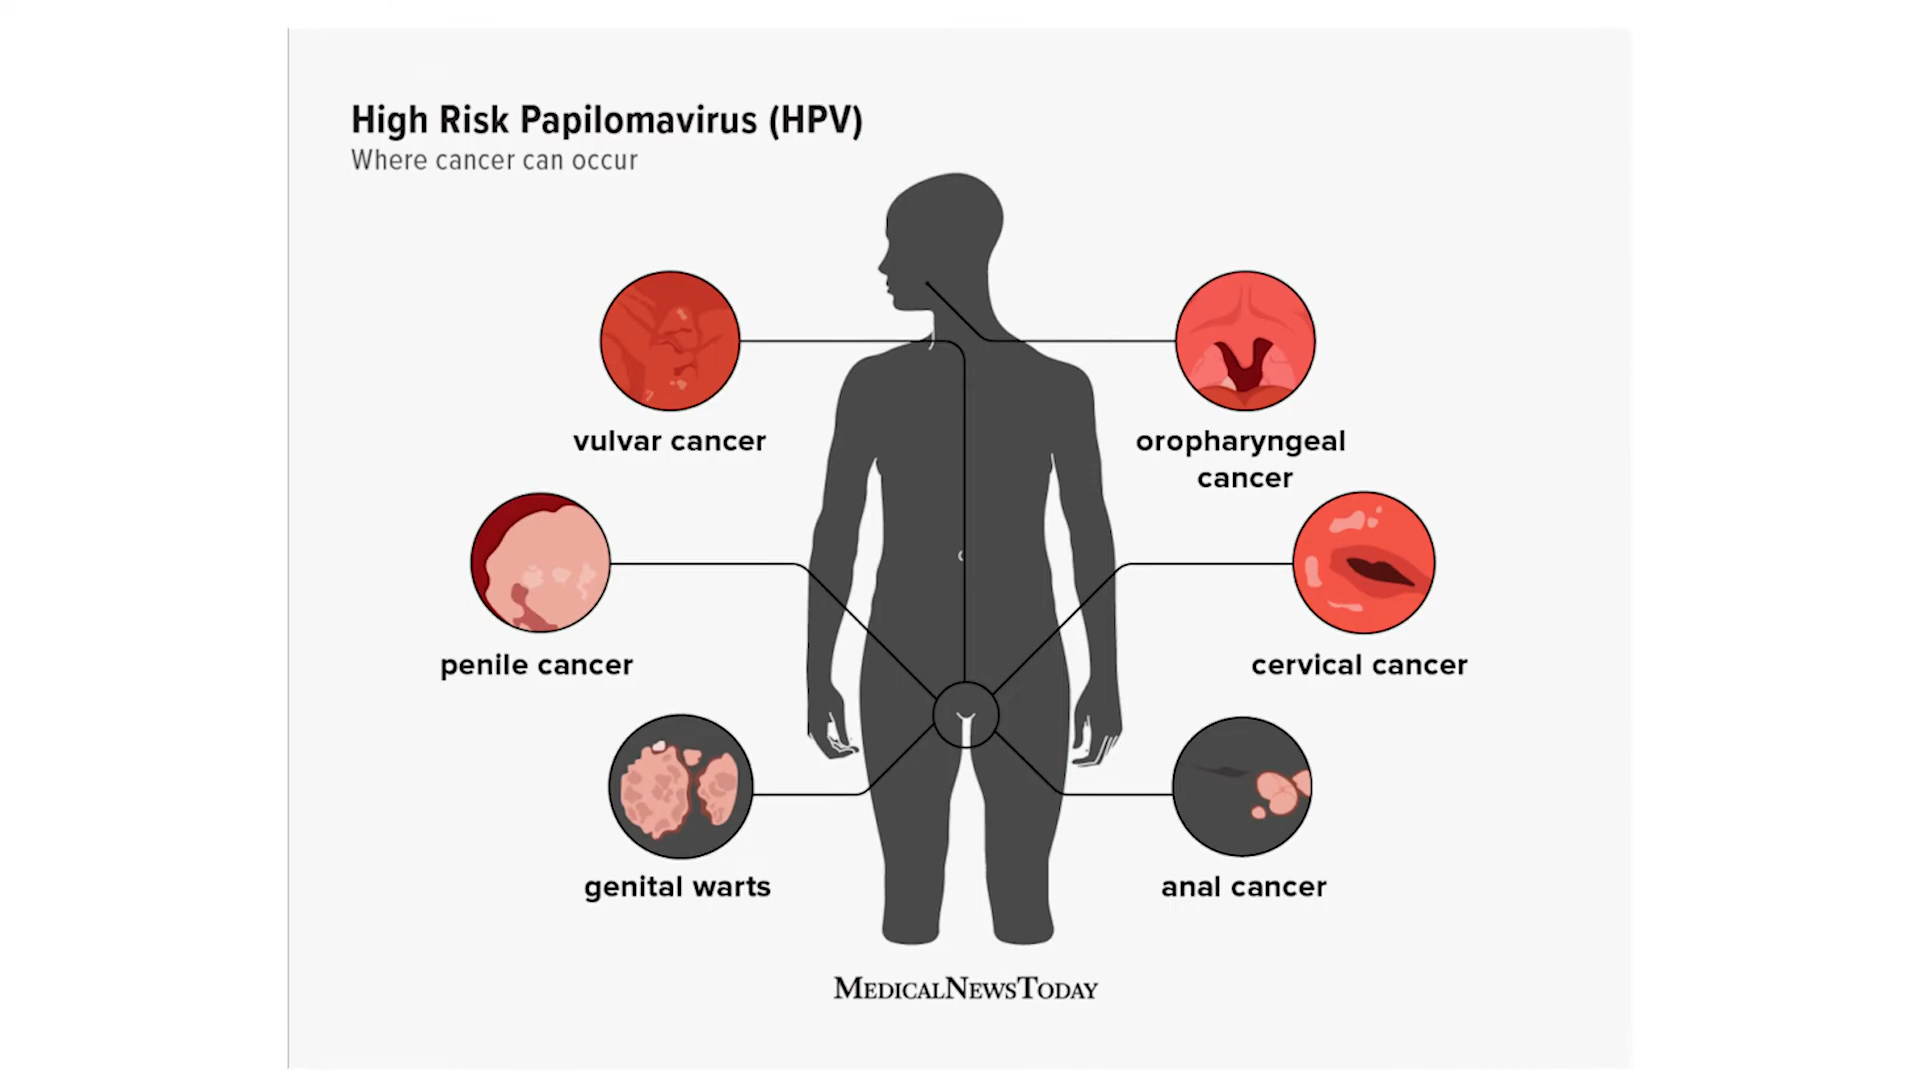 High Risk Papilomavirus (HPV)
Where cancer can occur
vulvar cancer
oropharyngeal
cancer
penile cancer
cervical cancer
genital warts
anal cancer
MEDICALNEWSTODAY